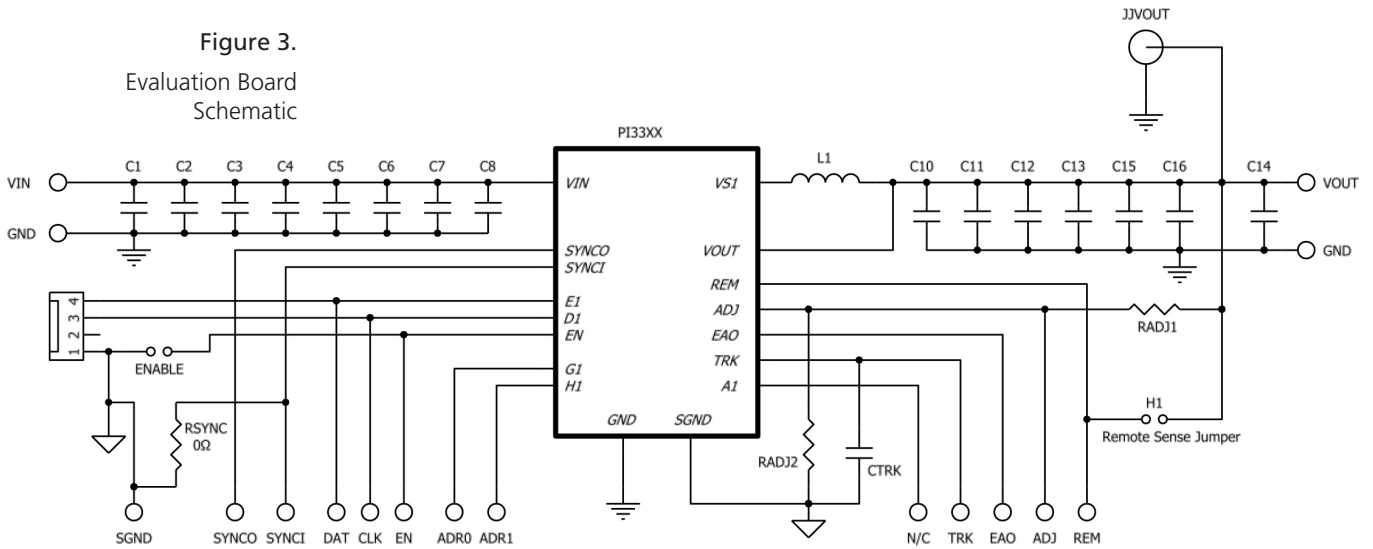 JJVOUT
Figure 3.
Evaluation Board
Schematic
PI33XX
C1 C2 C3 C4 C5 C6 C7 C8
L1
C10 C11 C12 C13 C15 C16 C14
VIN
VIN
VS1
VOUT
GND
SYNCO
VOUT
GND
SYNCI
REM
4
E1
ADJ
3
D1
RADJ1
2
EN
EAO
1
ENABLE
TRK
G1
H1
A1
H1
RSYNC
0Ω
GND
SGND
Remote Sense Jumper
RADJ2
CTRK
SGND SYNCO SYNCI DAT CLK EN ADR0 ADR1 N/C TRK EAO ADJ REM